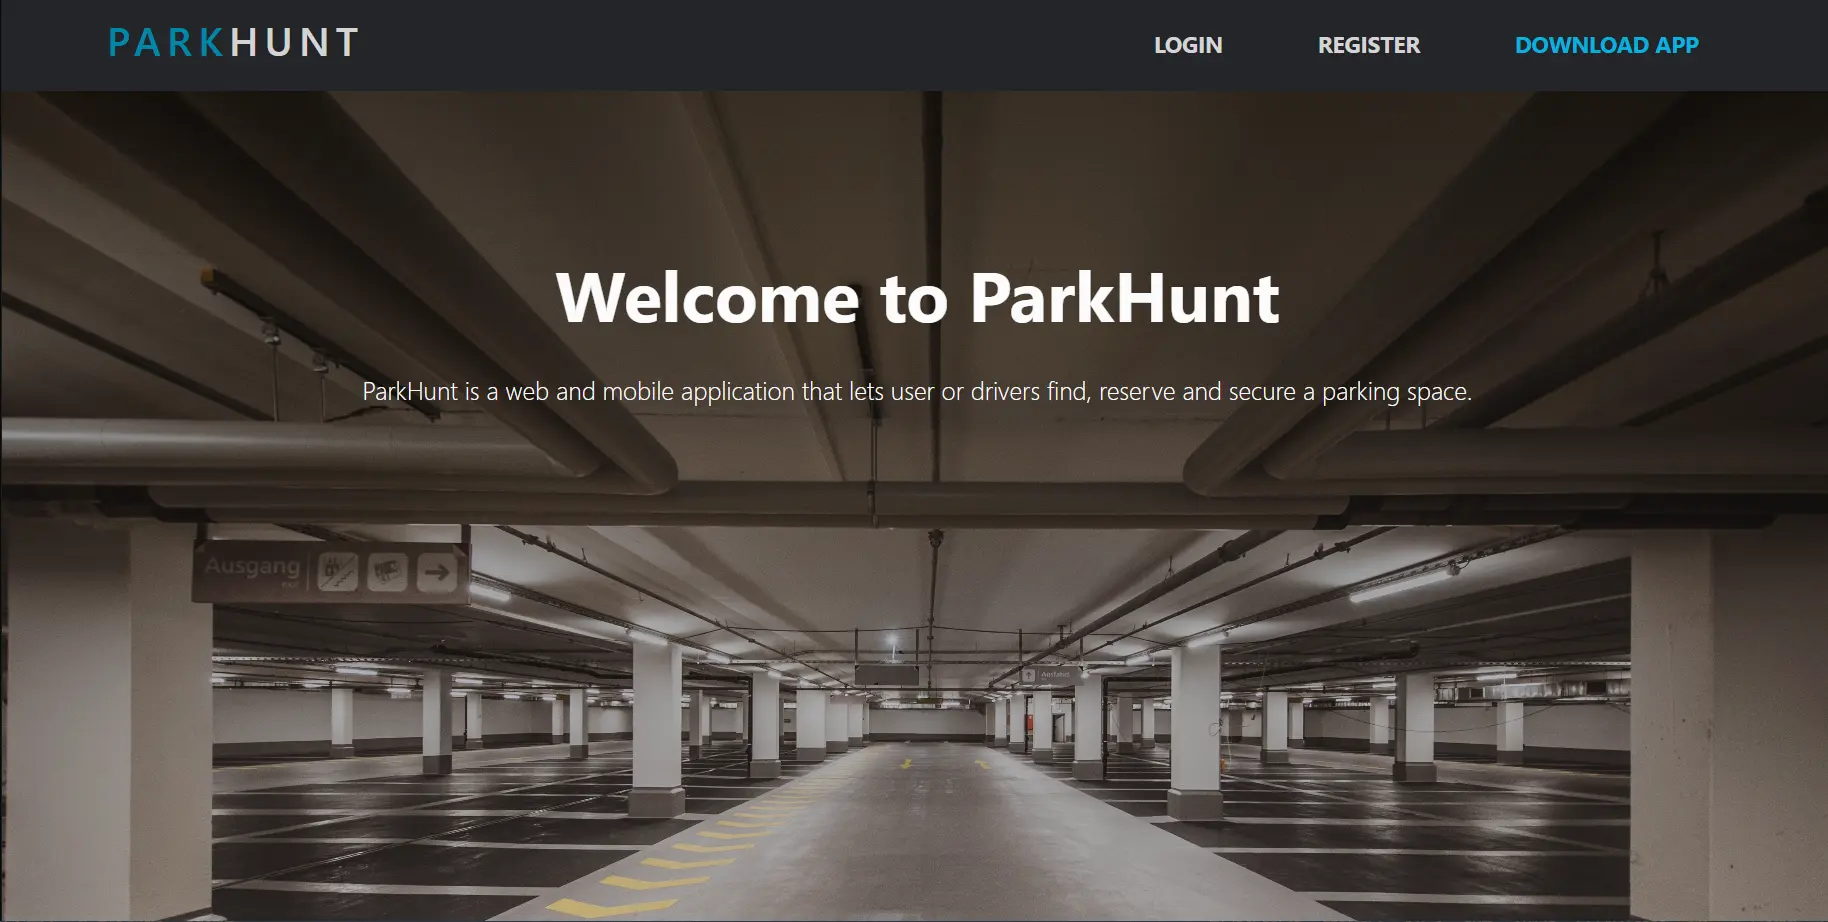 PARKHUNT
LOGIN
REGISTER
DOWNLOAD APP
Welcome to ParkHunt
ParkHunt is a web and mobile application that lets user or drivers find, reserve and secure a parking space.
Ausgang